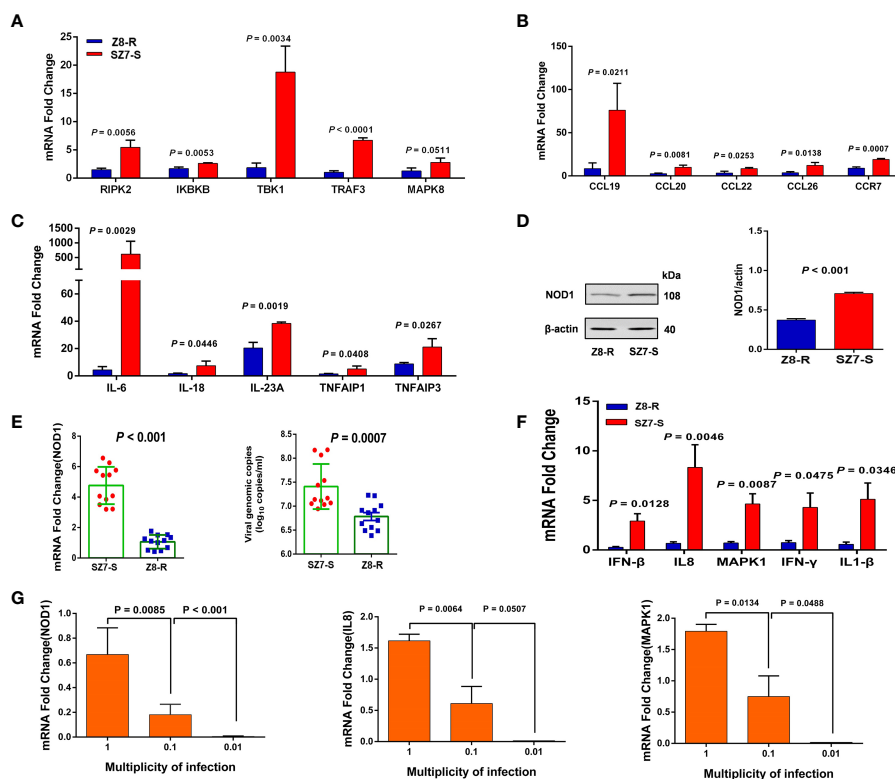 A
Z8-R
SZ7-S
mRNA Fold Change
25
20
15
10
5
0
P = 0.0056
P = 0.0053
P = 0.0034
P < 0.0001
P = 0.0511
RIPK2
IKBKB
TBK1
TRAF3
MAPK8
B
mRNA Fold Change
150
100
50
0
P = 0.0211
P = 0.0081
P = 0.0253
P = 0.0138
P = 0.0007
CCL19
CCL20
CCL22
CCL26
CCR7
C
mRNA Fold Change
1500
1000
500
60
40
20
0
P = 0.0029
P = 0.0446
P = 0.0019
P = 0.0408
P = 0.0267
IL-6
IL-18
IL-23A
TNFAIP1
TNFAIP3
D
kDa
NOD1
108
β-actin
40
Z8-R
SZ7-S
NOD1/actin
1.0
0.5
0.0
P < 0.001
Z8-R
SZ7-S
E
mRNA Fold Change(NOD1)
8
6
4
2
0
P < 0.001
SZ7-S
Z8-R
Viral genomic copies
(log10 copies/ml)
8.5
8.0
7.5
7.0
6.5
6.0
P = 0.0007
SZ7-S
Z8-R
F
Z8-R
SZ7-S
mRNA Fold Change
15
10
5
0
P = 0.0128
P = 0.0046
P = 0.0087
P = 0.0475
P = 0.0346
IFN-β
IL8
MAPK1
IFN-γ
IL1-β
G
mRNA Fold Change(NOD1)
1.0
0.8
0.6
0.4
0.2
0.0
P = 0.0085
P < 0.001
1
0.1
0.01
Multiplicity of infection
mRNA Fold Change(IL8)
2.0
1.5
1.0
0.5
0.0
P = 0.0064
P = 0.0507
1
0.1
0.01
Multiplicity of infection
mRNA Fold Change(MAPK1)
2.0
1.5
1.0
0.5
0.0
P = 0.0134
P = 0.0488
1
0.1
0.01
Multiplicity of infection